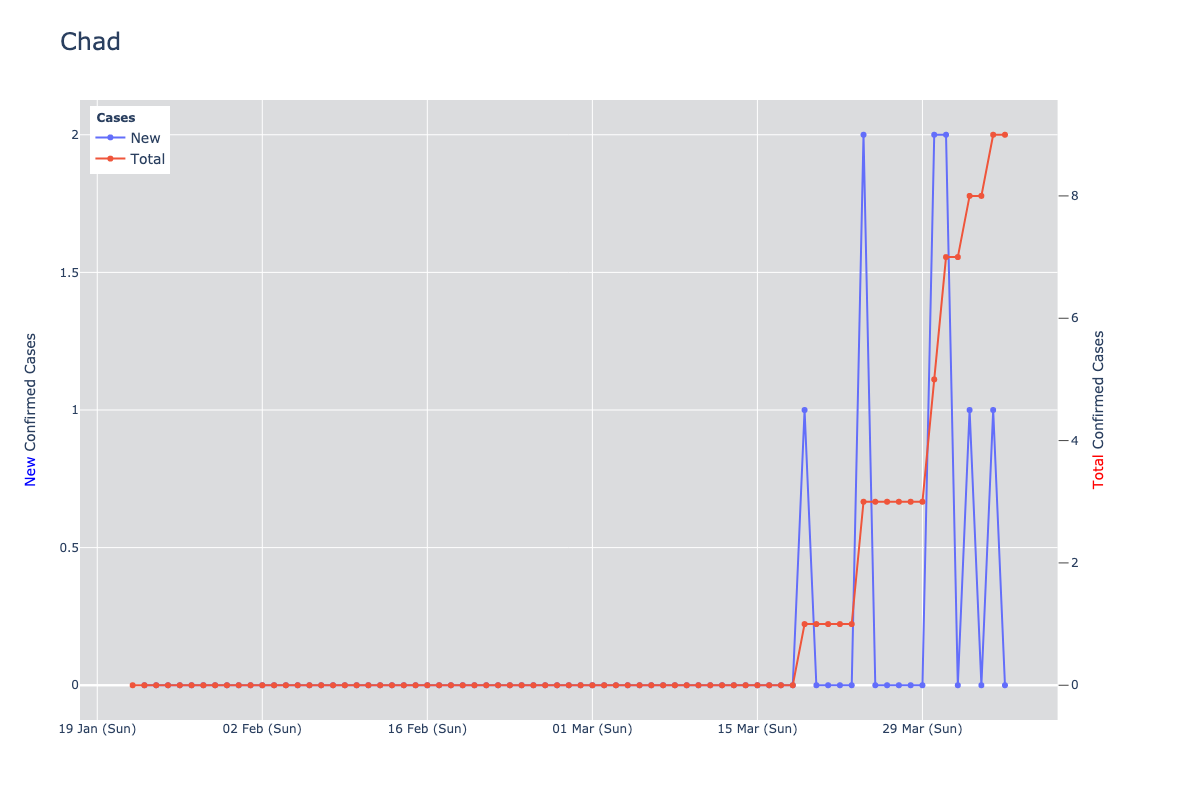 Chad
Cases
New
Total
2
1.5
1
0.5
0
8
6
4
2
0
New Confirmed Cases
Total Confirmed Cases
19 Jan (Sun) 02 Feb (Sun) 16 Feb (Sun) 01 Mar (Sun) 15 Mar (Sun) 29 Mar (Sun)